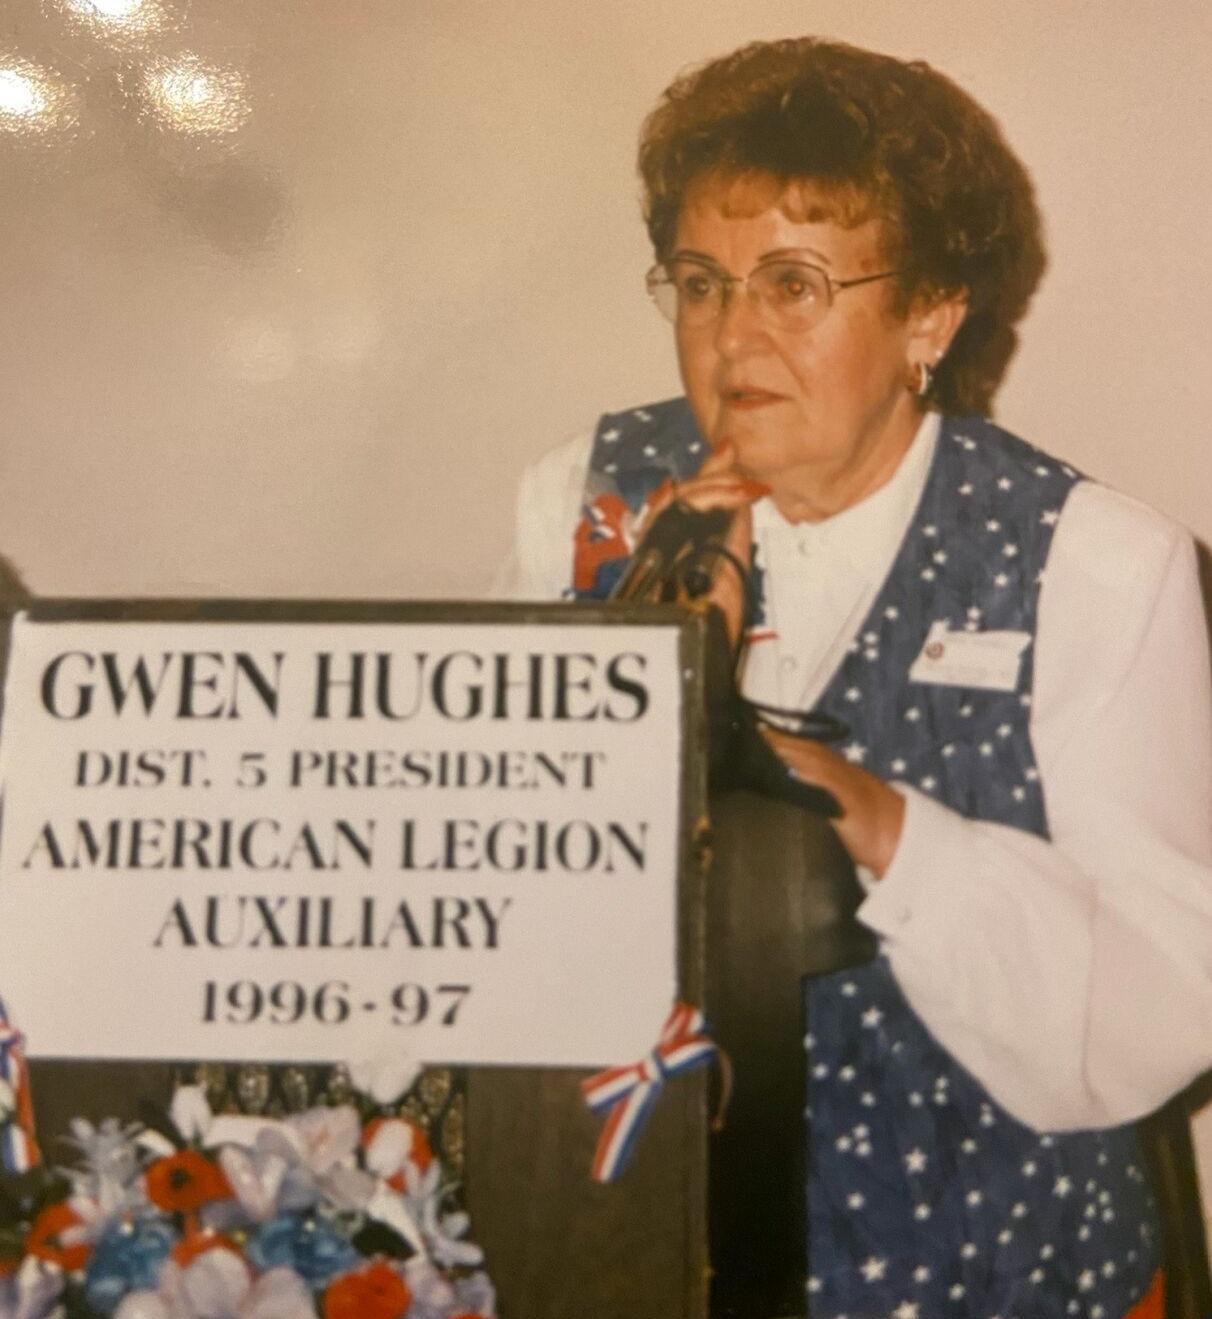 GWEN HUGHES
DIST. 5 PRESIDENT
AMERICAN LEGION
AUXILIARY
1996-97